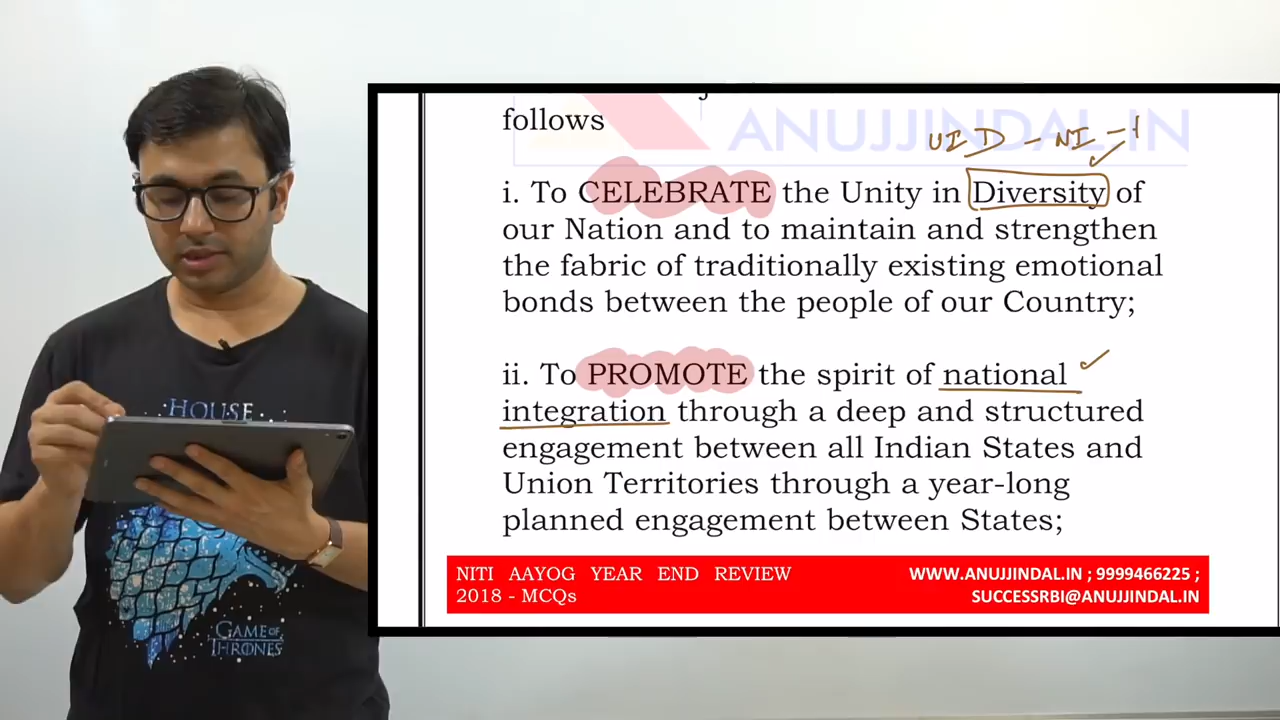 ANUJJINDAL.IN
follows
UID - NI - 1
i. To CELEBRATE the Unity in Diversity of
our Nation and to maintain and strengthen
the fabric of traditionally existing emotional
bonds between the people of our Country;
ii. To PROMOTE the spirit of national
integration through a deep and structured
engagement between all Indian States and
Union Territories through a year-long
planned engagement between States;
NITI AAYOG YEAR END REVIEW
2018 - MCQs
WWW.ANUJJINDAL.IN ; 9999466225 ;
SUCCESSRBI@ANUJJINDAL.IN
HOUSE
GAME OF
THRONES